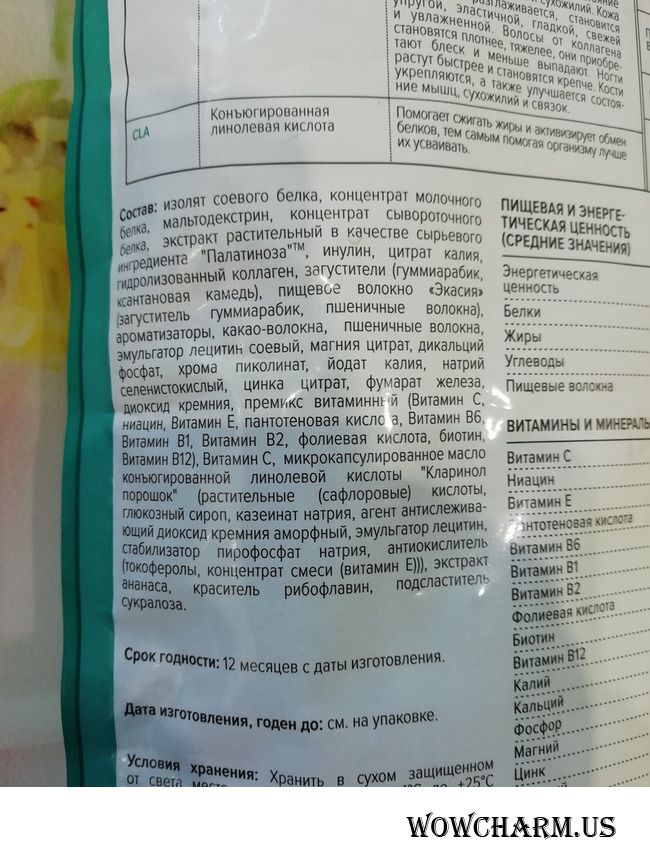 разглаживается, становится
упругой, эластичной, гладкой, свежей
и увлажненной. Волосы от коллагена
становятся плотнее, тяжелее, они приобре-
тают блеск и меньше выпадают. Ногти
растут быстрее и становятся крепче. Кости
укрепляются, а также улучшается состоя-
ние мышц, сухожилий и связок.
CLA
Конъюгированная
линолевая кислота
Помогает сжигать жиры и активизирует обмен
белков, тем самым помогая организму лучше
их усваивать.
Состав: изолят соевого белка, концентрат молочного
белка, мальтодекстрин, концентрат сывороточного
белка, экстракт растительный в качестве сырьевого
ингредиента "Палатиноза"™, инулин, цитрат калия,
гидролизованный коллаген, загустители (гуммиарабик,
ксантановая камедь), пищевое волокно «Экасия»
(загуститель гуммиарабик, пшеничные волокна),
ароматизаторы, какао-волокна, пшеничные волокна,
эмульгатор лецитин соевый, магния цитрат, дикальций
фосфат, хрома пиколинат, йодат калия, натрий
селенистокислый, цинка цитрат, фумарат железа,
диоксид кремния, премикс витаминный (Витамин С,
ниацин, Витамин Е, пантотеновая кислота, Витамин В6,
Витамин В1, Витамин В2, фолиевая кислота, биотин,
Витамин В12), Витамин С, микрокапсулированное масло
конъюгированной линолевой кислоты "Кларинол
порошок" (растительные (сафлоровые) кислоты,
глюкозный сироп, казеинат натрия, агент антислежива-
ющий диоксид кремния аморфный, эмульгатор лецитин,
стабилизатор пирофосфат натрия, антиокислитель
(токоферолы, концентрат смеси (витамин Е))), экстракт
ананаса, краситель рибофлавин, подсластитель
сукралоза.
Срок годности: 12 месяцев с даты изготовления.
Дата изготовления, годен до: см. на упаковке.
Условия хранения: Хранить в сухом защищенном
от света
+25°С
ПИЩЕВАЯ И ЭНЕРГЕ-
ТИЧЕСКАЯ ЦЕННОСТЬ
(СРЕДНИЕ ЗНАЧЕНИЯ)
Энергетическая
ценность
Белки
Жиры
Углеводы
Пищевые волокна
ВИТАМИНЫ И МИНЕРАЛЬ
Витамин С
Ниацин
Витамин Е
Пантотеновая кислота
Витамин В6
Витамин В1
Витамин В2
Фолиевая кислота
Биотин
Витамин В12
Калий
Кальций
Фосфор
Магний
Цинк
WOWCHARM.US